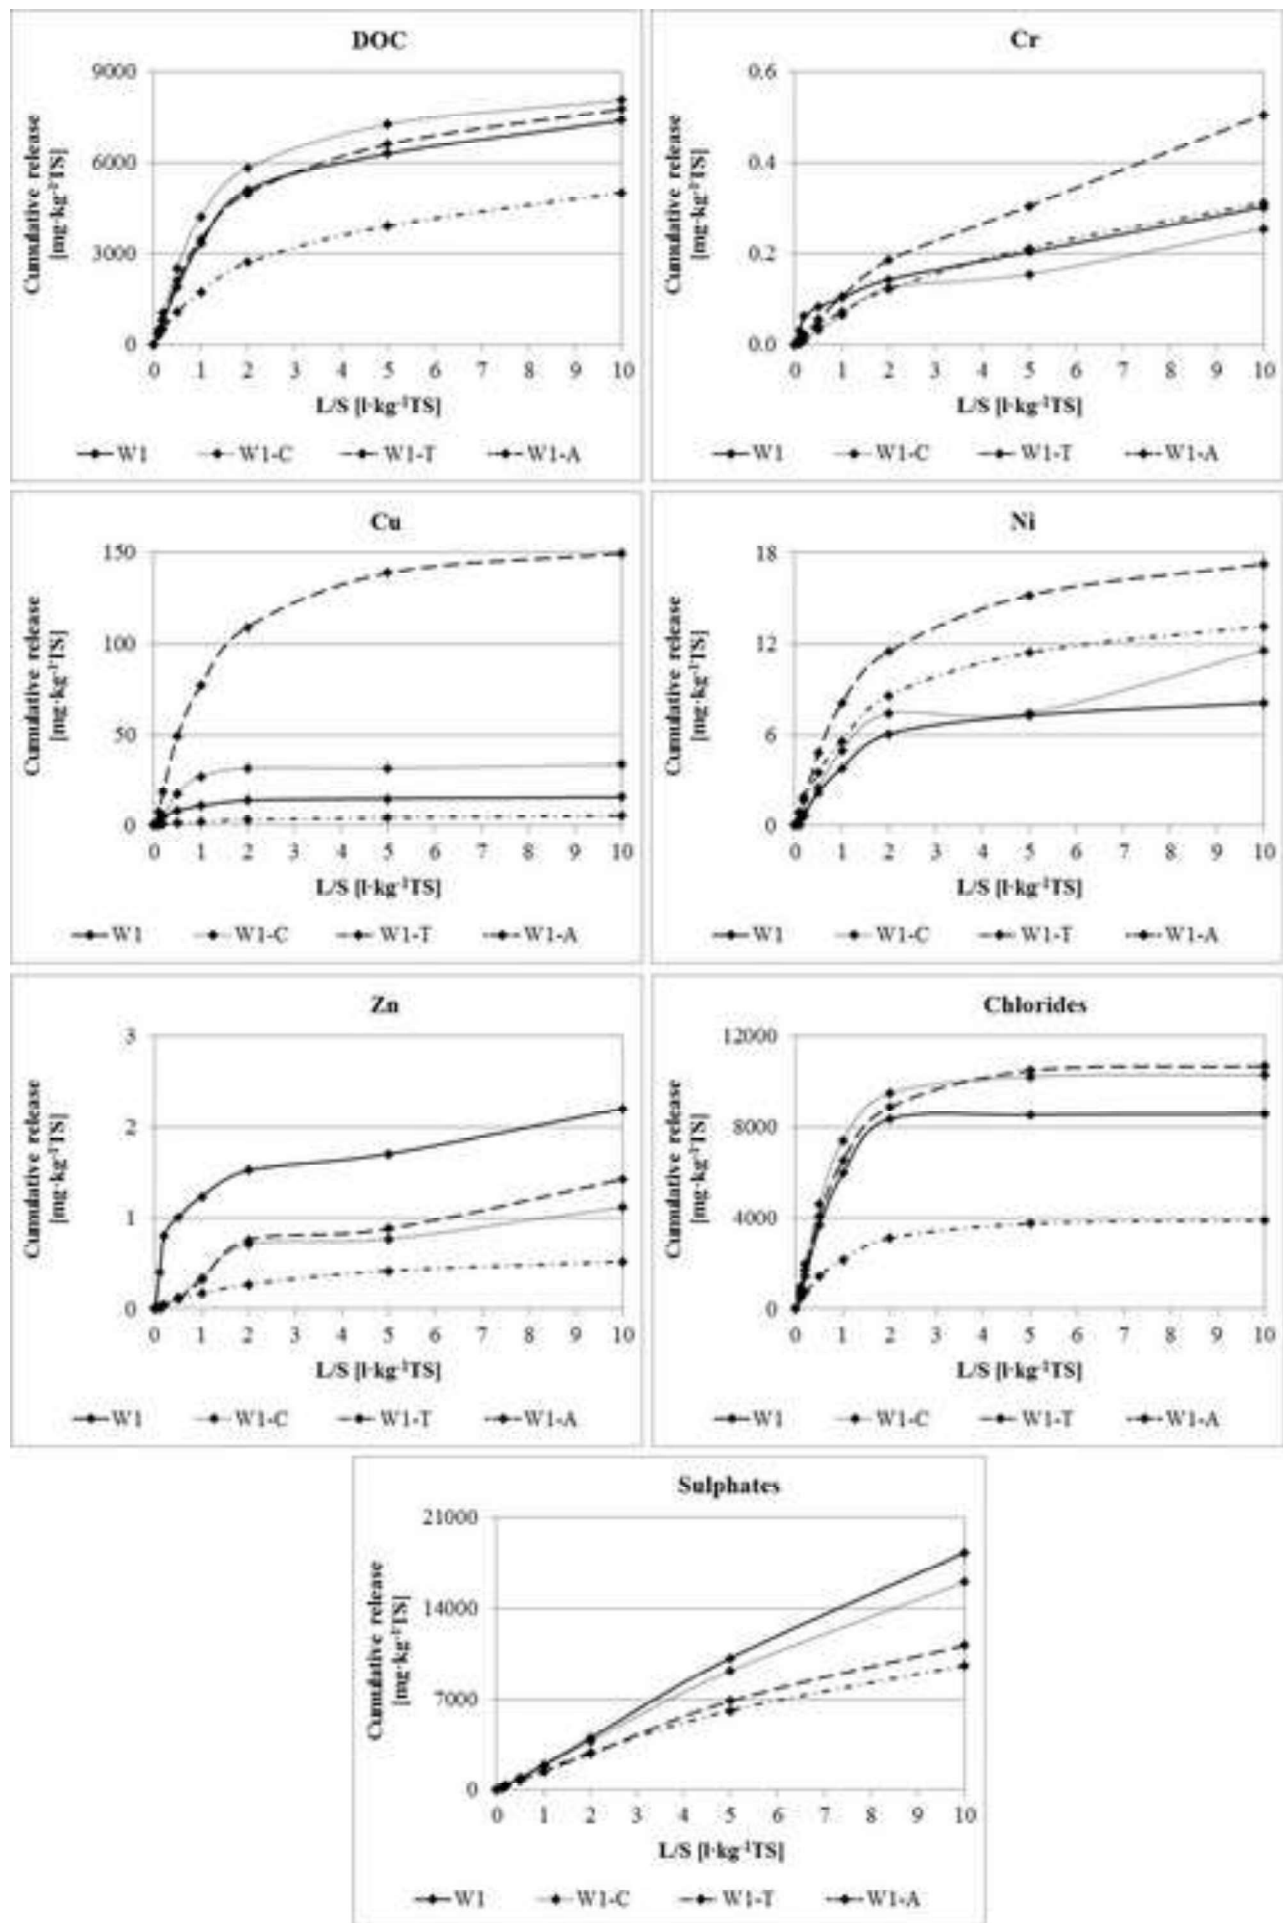 DOC
Cumulative release
[mg·kg-1TS]
9000
6000
3000
0
0 1 2 3 4 5 6 7 8 9 10
L/S [l·kg-1TS]
W1 W1-C W1-T W1-A
Cr
Cumulative release
[mg·kg-1TS]
0.6
0.4
0.2
0.0
0 1 2 3 4 5 6 7 8 9 10
L/S [l·kg-1TS]
W1 W1-C W1-T W1-A
Cu
Cumulative release
[mg·kg-1TS]
150
100
50
0
0 1 2 3 4 5 6 7 8 9 10
L/S [l·kg-1TS]
W1 W1-C W1-T W1-A
Ni
Cumulative release
[mg·kg-1TS]
18
12
6
0
0 1 2 3 4 5 6 7 8 9 10
L/S [l·kg-1TS]
W1 W1-C W1-T W1-A
Zn
Cumulative release
[mg·kg-1TS]
3
2
1
0
0 1 2 3 4 5 6 7 8 9 10
L/S [l·kg-1TS]
W1 W1-C W1-T W1-A
Chlorides
Cumulative release
[mg·kg-1TS]
12000
8000
4000
0
0 1 2 3 4 5 6 7 8 9 10
L/S [l·kg-1TS]
W1 W1-C W1-T W1-A
Sulphates
Cumulative release
[mg·kg-1TS]
21000
14000
7000
0
0 1 2 3 4 5 6 7 8 9 10
L/S [l·kg-1TS]
W1 W1-C W1-T W1-A